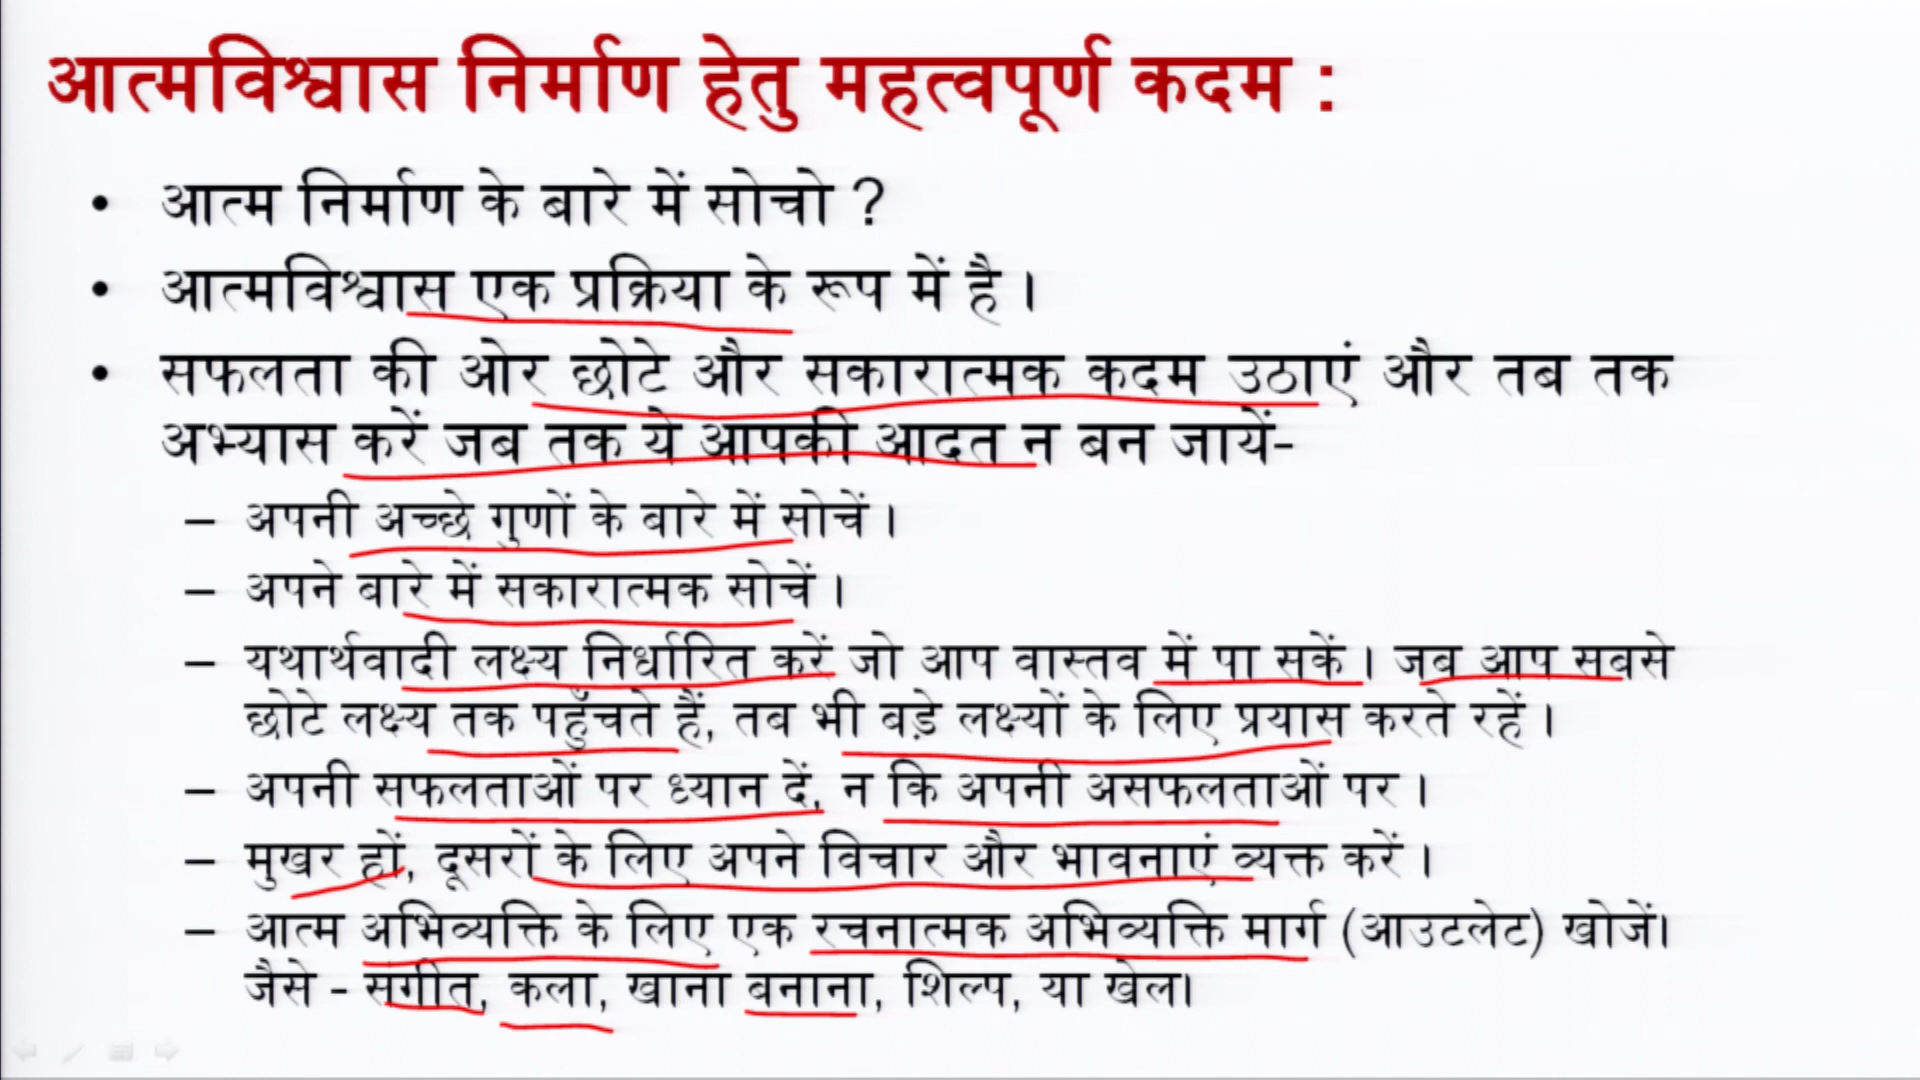 आत्मविश्वास निर्माण हेतु महत्वपूर्ण कदम :
• आत्म निर्माण के बारे में सोचो ?
• आत्मविश्वास एक प्रक्रिया के रूप में है ।
• सफलता की ओर छोटे और सकारात्मक कदम उठाएं और तब तक
अभ्यास करें जब तक ये आपकी आदत न बन जायें-
– अपनी अच्छे गुणों के बारे में सोचें ।
– अपने बारे में सकारात्मक सोचें ।
– यथार्थवादी लक्ष्य निर्धारित करें जो आप वास्तव में पा सकें । जब आप सबसे
छोटे लक्ष्य तक पहुँचते हैं, तब भी बड़े लक्ष्यों के लिए प्रयास करते रहें ।
– अपनी सफलताओं पर ध्यान दें, न कि अपनी असफलताओं पर ।
– मुखर हों, दूसरों के लिए अपने विचार और भावनाएं व्यक्त करें ।
– आत्म अभिव्यक्ति के लिए एक रचनात्मक अभिव्यक्ति मार्ग (आउटलेट) खोजें।
जैसे - संगीत, कला, खाना बनाना, शिल्प, या खेल।